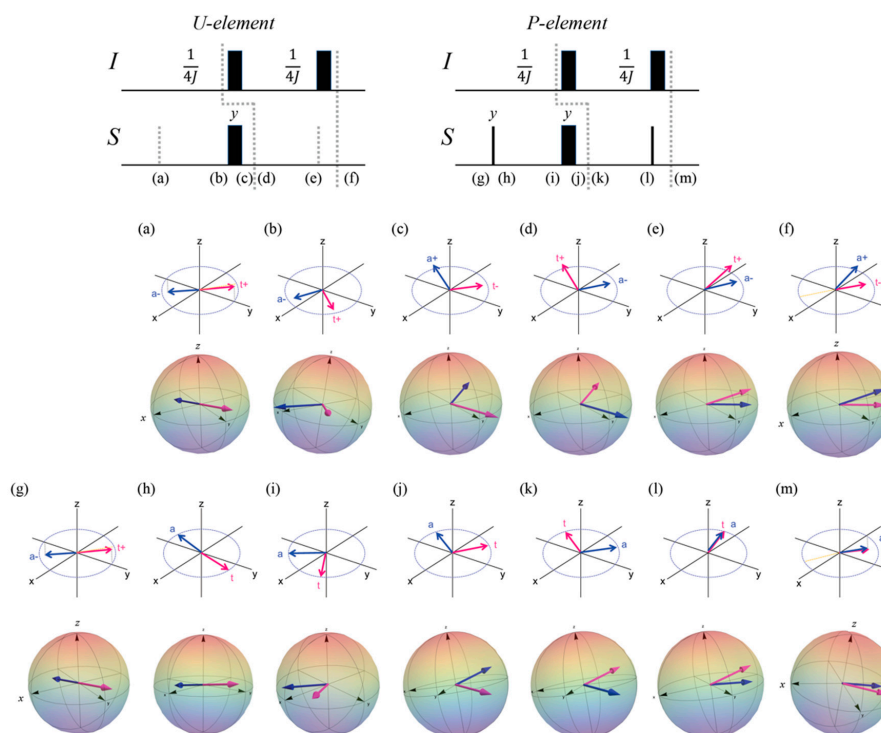 U-element P-element
I 1/4J 1/4J I 1/4J 1/4J
y y y
S S
(a) (b) (c) (d) (e) (f) (g) (h) (i) (j) (k) (l) (m)
(a) (b) (c) (d) (e) (f)
z z z z z z
a- t+ a- t+ a+ t- t+ a- t+ a- a+ t-
x y x y x y x y x y x y
z z
x x
(g) (h) (i) (j) (k) (l) (m)
z z z z z z z
a- t+ a t a t a t t a t a a
x y x y x y x y x y x y x y
z z
x x